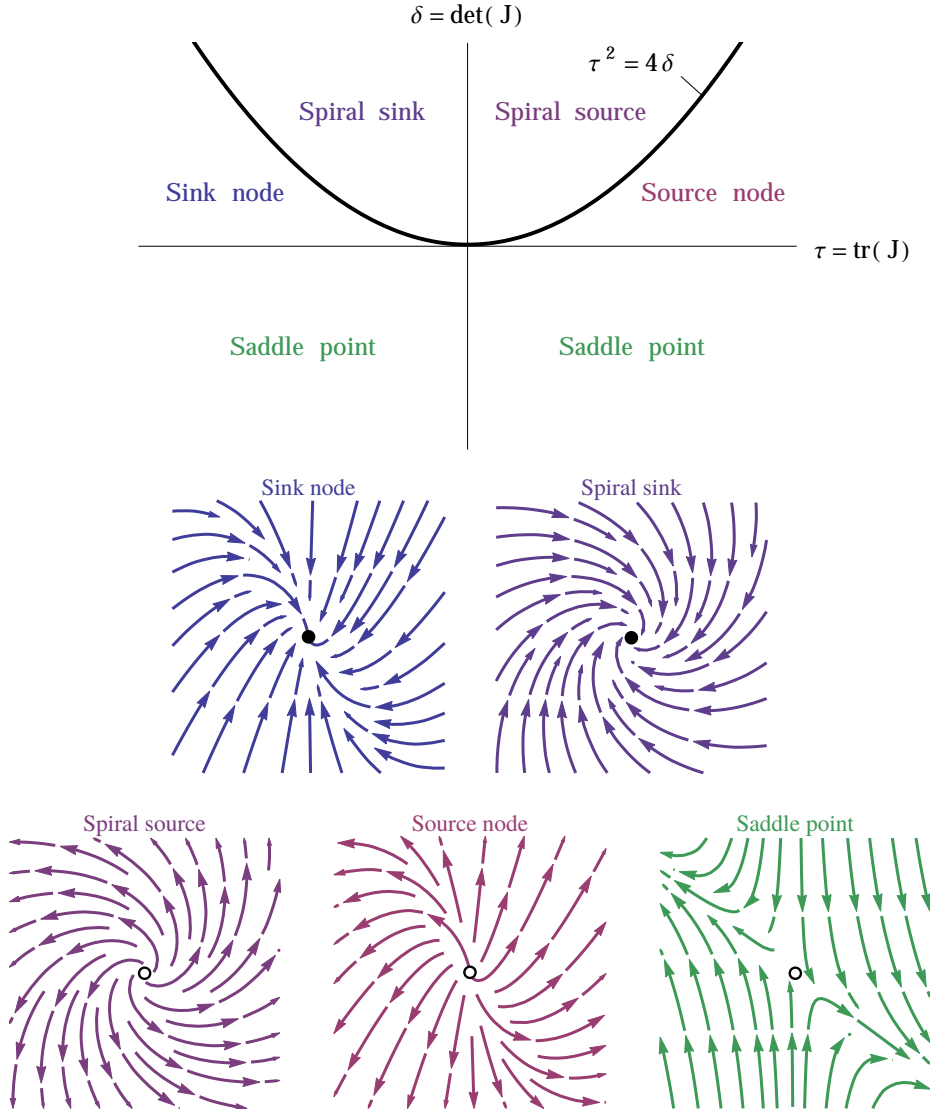 δ = det( J)
τ² = 4 δ
Spiral sink Spiral source
Sink node Source node
τ = tr( J)
Saddle point Saddle point
Sink node Spiral sink
Spiral source Source node Saddle point